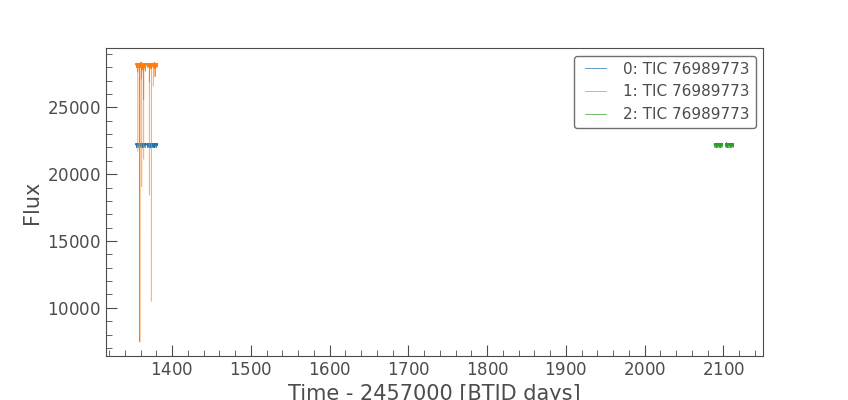 0: TIC 76989773
1: TIC 76989773
2: TIC 76989773
25000
20000
15000
10000
Flux
1400 1500 1600 1700 1800 1900 2000 2100
Time - 2457000 [BTJD days]